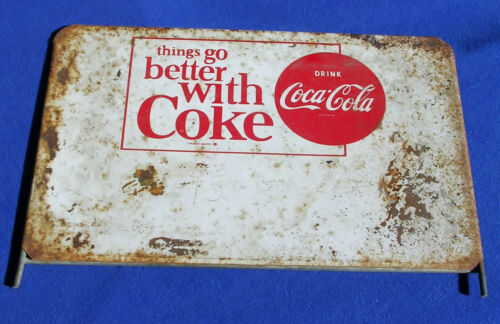 things go
better
with
Coke
DRINK
Coca-Cola